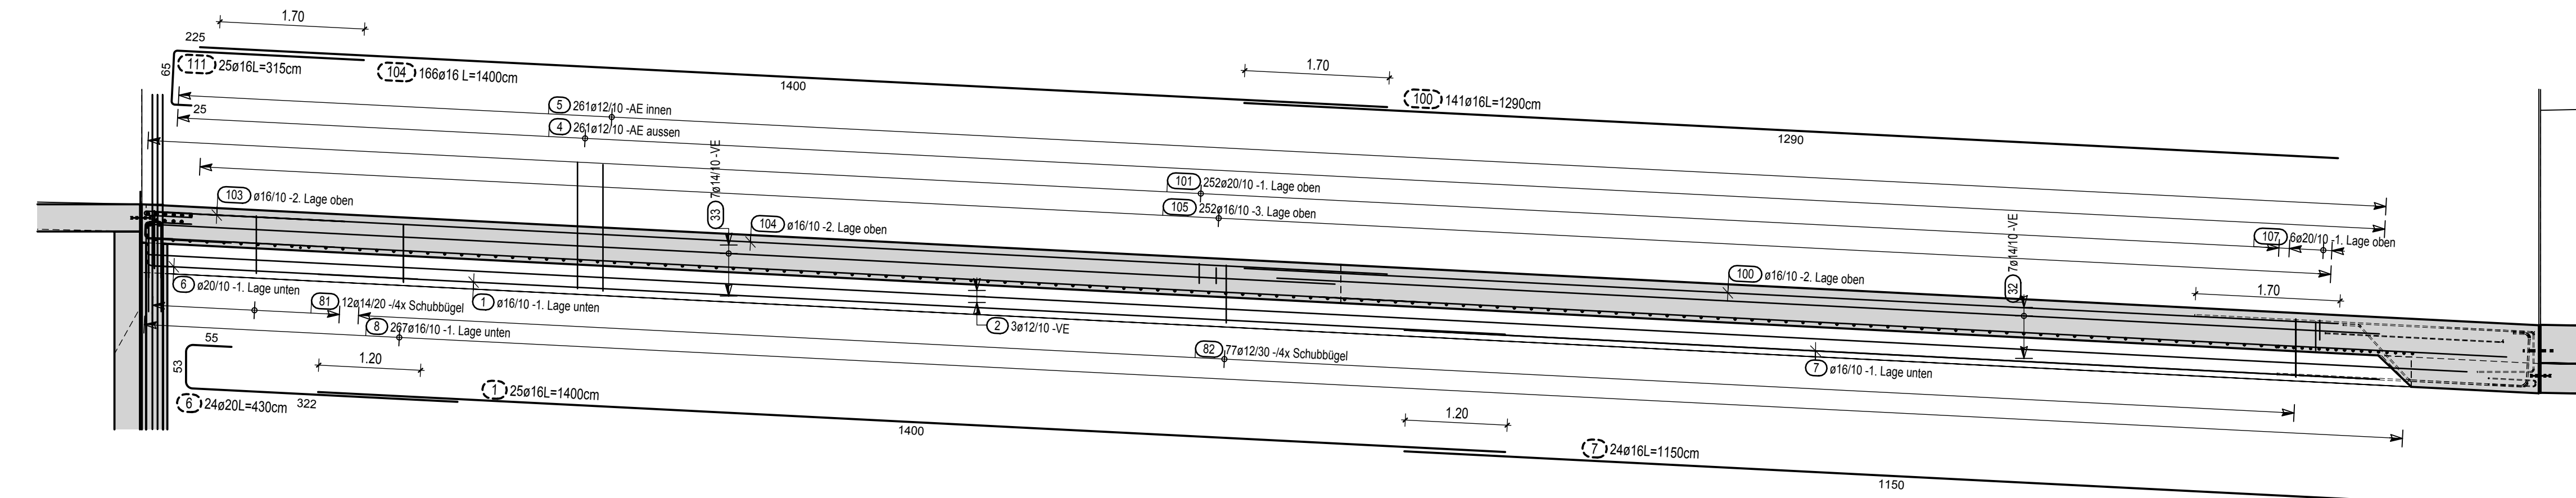 1.70
225
65
111 25ø16L=315cm
104 166ø16 L=1400cm
25
1400
1.70
100 141ø16L=1290cm
1290
5 261ø12/10 -AE innen
4 261ø12/10 -AE aussen
33 7ø14/10 -VE
101 252ø20/10 -1. Lage oben
105 252ø16/10 -3. Lage oben
103 ø16/10 -2. Lage oben
104 ø16/10 -2. Lage oben
32 7ø14/10 -VE
107 6ø20/10 -1. Lage oben
100 ø16/10 -2. Lage oben
1.70
6 ø20/10 -1. Lage unten
81 12ø14/20 -/4x Schubbügel
1 ø16/10 -1. Lage unten
8 267ø16/10 -1. Lage unten
2 3ø12/10 -VE
82 77ø12/30 -/4x Schubbügel
7 ø16/10 -1. Lage unten
55
53
1.20
6 24ø20L=430cm
322
1 25ø16L=1400cm
1400
1.20
7 24ø16L=1150cm
1150